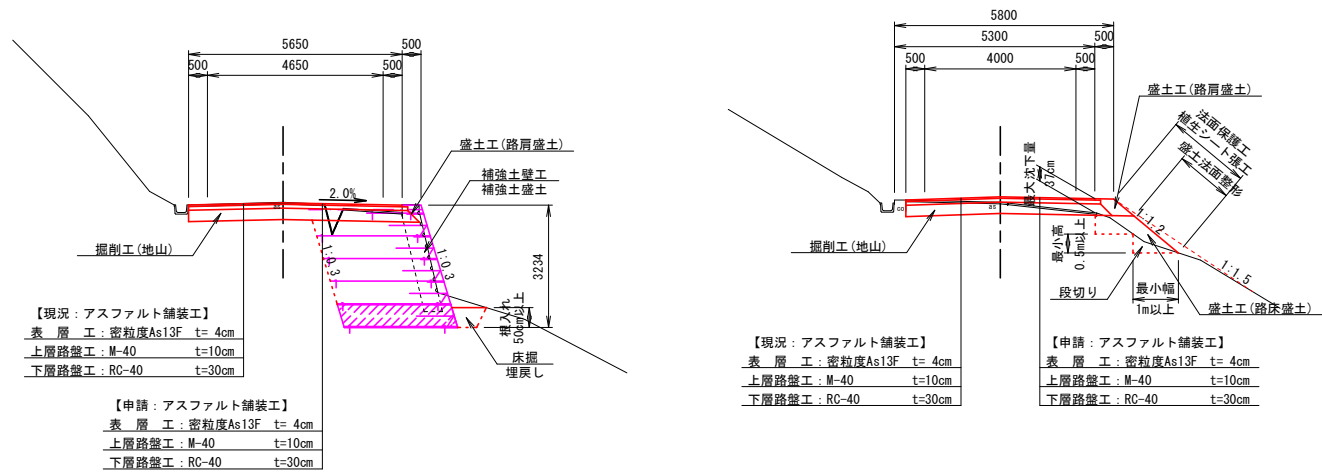 5650
500
500
4650
500
盛土工(路肩盛土)
補強土壁工
補強土盛土
2.0%
掘削工(地山)
1:0.3
1:0.3
3234
根入れ
50cm以上
床掘
埋戻し
【現況：アスファルト舗装工】
表 層 工：密粒度As13F t= 4cm
上層路盤工：M-40 t=10cm
下層路盤工：RC-40 t=30cm
【申請：アスファルト舗装工】
表 層 工：密粒度As13F t= 4cm
上層路盤工：M-40 t=10cm
下層路盤工：RC-40 t=30cm
5800
5300
500
500
4000
500
盛土工(路肩盛土)
法面保護工
植生シート張工
盛土法面整形
最大沈下量
37cm
CO
掘削工(地山)
1:1.2
最小高
0.5m以上
1:1.5
段切り
最小幅
1m以上
盛土工(路床盛土)
【現況：アスファルト舗装工】
表 層 工：密粒度As13F t= 4cm
上層路盤工：M-40 t=10cm
下層路盤工：RC-40 t=30cm
【申請：アスファルト舗装工】
表 層 工：密粒度As13F t= 4cm
上層路盤工：M-40 t=10cm
下層路盤工：RC-40 t=30cm